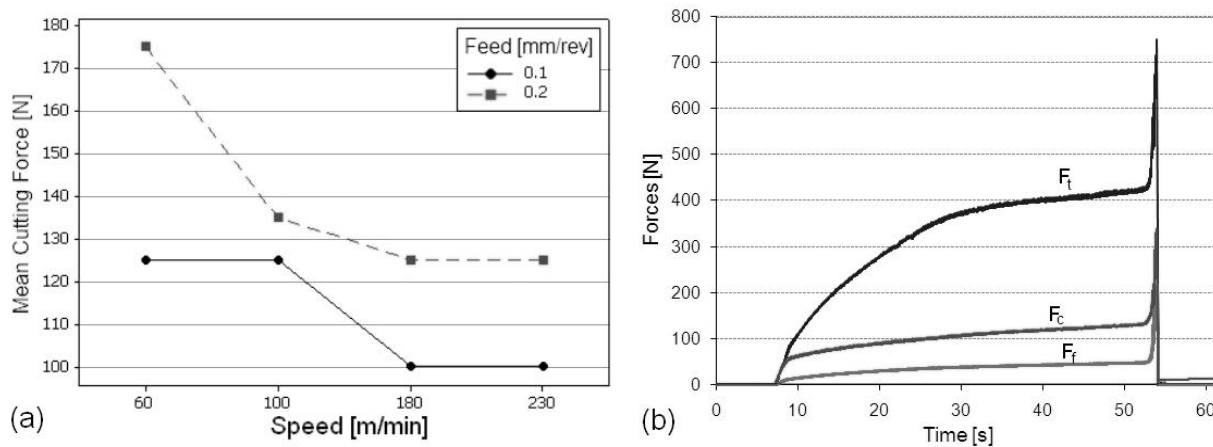 Mean Cutting Force [N]
180
170
160
150
140
130
120
110
100
Feed [mm/rev]
0.1
0.2
60 100 180 230
Speed [m/min]
(a)
Forces [N]
800
700
600
500
400
300
200
100
0
Ft
Fc
Ff
0 10 20 30 40 50 60
Time [s]
(b)